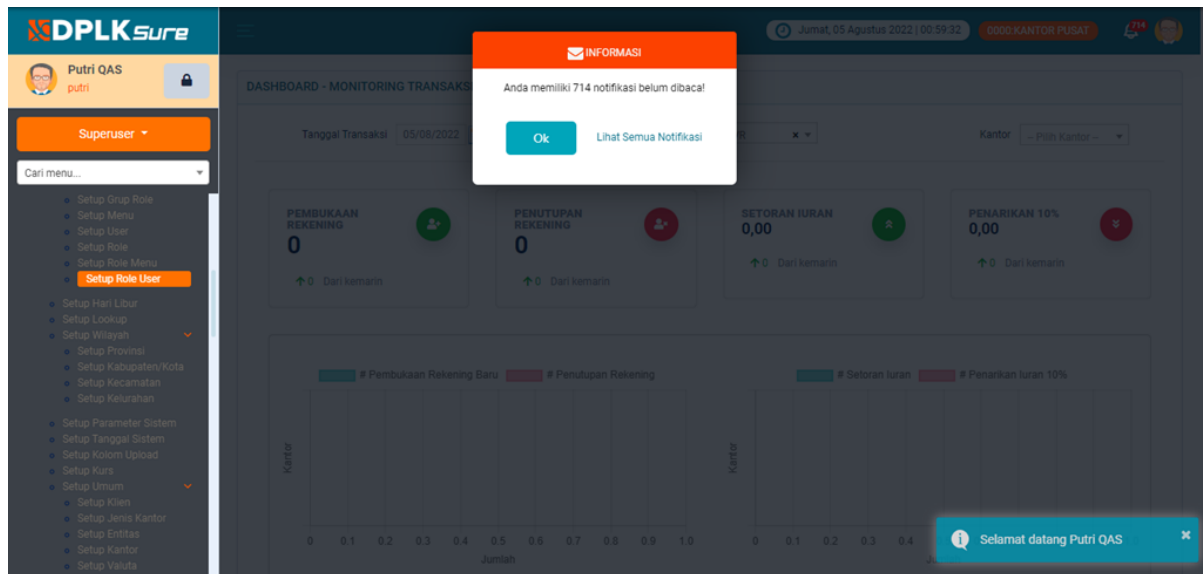 DPLKSure
Putri QAS
putri
Superuser
Cari menu...
Setup Grup Role
Setup Menu
Setup User
Setup Role
Setup Role Menu
Setup Role User
Setup Hari Libur
Setup Lookup
Setup Wilayah
Setup Provinsi
Setup Kabupaten/Kota
Setup Kecamatan
Setup Kelurahan
Setup Parameter Sistem
Setup Tanggal Sistem
Setup Kolom Upload
Setup Kurs
Setup Umum
Setup Klien
Setup Jenis Kantor
Setup Entitas
Setup Kantor
Setup Valuta
Jumat, 05 Agustus 2022 | 00:59:32
0000:KANTOR PUSAT
714
INFORMASI
Anda memiliki 714 notifikasi belum dibaca!
Ok
Lihat Semua Notifikasi
DASHBOARD - MONITORING TRANSAKS
Tanggal Transaksi 05/08/2022
Kantor -- Pilih Kantor --
PEMBUKAAN
REKENING
0
0 Dari kemarin
PENUTUPAN
REKENING
0
0 Dari kemarin
SETORAN IURAN
0,00
0 Dari kemarin
PENARIKAN 10%
0,00
0 Dari kemarin
# Pembukaan Rekening Baru # Penutupan Rekening
Kantor
0 0.1 0.2 0.3 0.4 0.5 0.6 0.7 0.8 0.9 1.0
Jumlah
# Setoran Iuran # Penarikan Iuran 10%
Kantor
0 0.1 0.2 0.3 0.4
Selamat datang Putri QAS